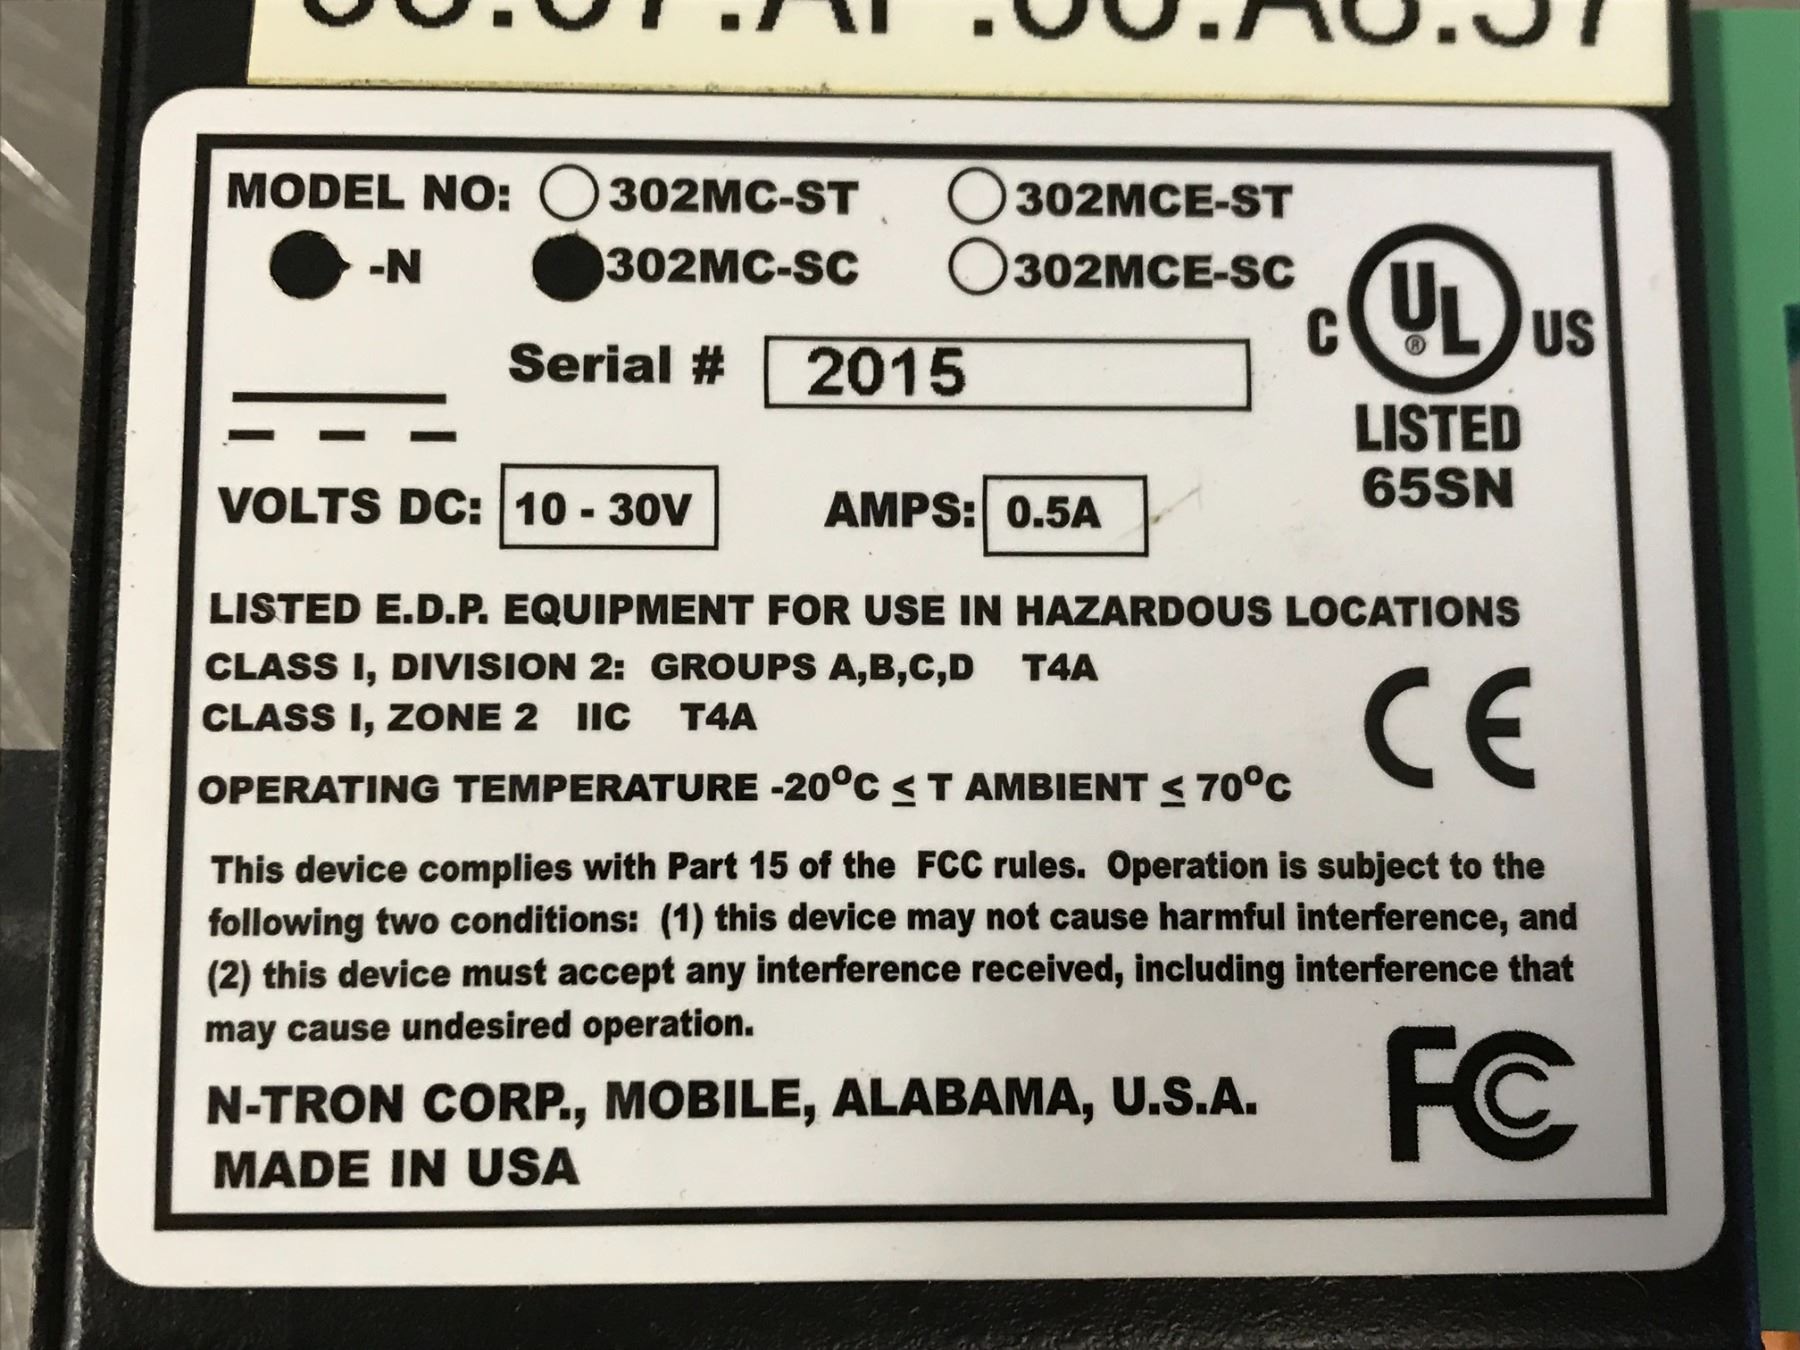 MODEL NO: 302MC-ST 302MCE-ST
-N 302MC-SC 302MCE-SC
Serial # 2015
C UL ® US
LISTED
65SN
VOLTS DC: 10 - 30V AMPS: 0.5A
LISTED E.D.P. EQUIPMENT FOR USE IN HAZARDOUS LOCATIONS
CLASS I, DIVISION 2: GROUPS A,B,C,D T4A
CLASS I, ZONE 2 IIC T4A
CE
OPERATING TEMPERATURE -20°C ≤ T AMBIENT ≤ 70°C
This device complies with Part 15 of the FCC rules. Operation is subject to the
following two conditions: (1) this device may not cause harmful interference, and
(2) this device must accept any interference received, including interference that
may cause undesired operation.
FC
N-TRON CORP., MOBILE, ALABAMA, U.S.A.
MADE IN USA